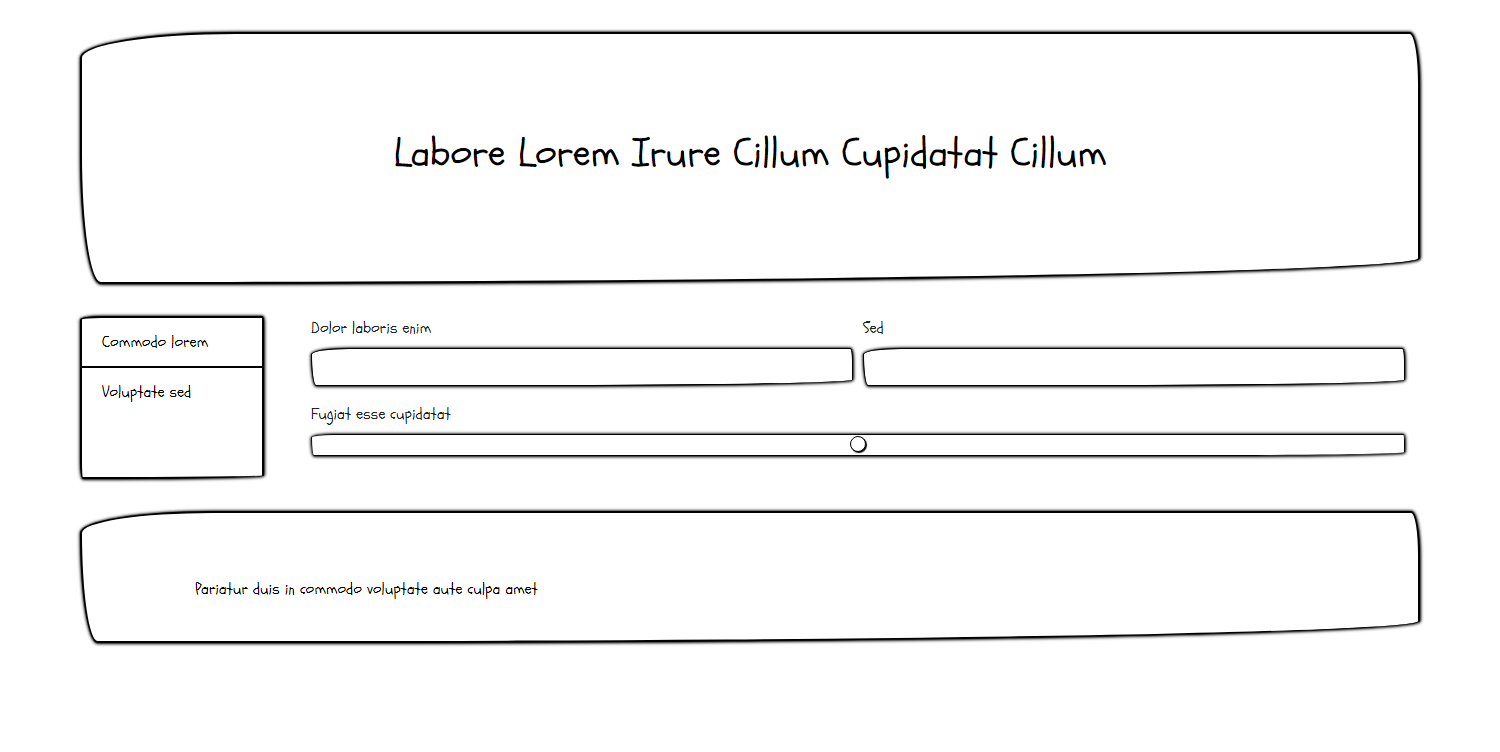 Labore Lorem Irure Cillum Cupidatat Cillum
Commodo lorem
Voluptate sed
Dolor laboris enim
Sed
Fugiat esse cupidatat
Pariatur duis in commodo voluptate aute culpa amet